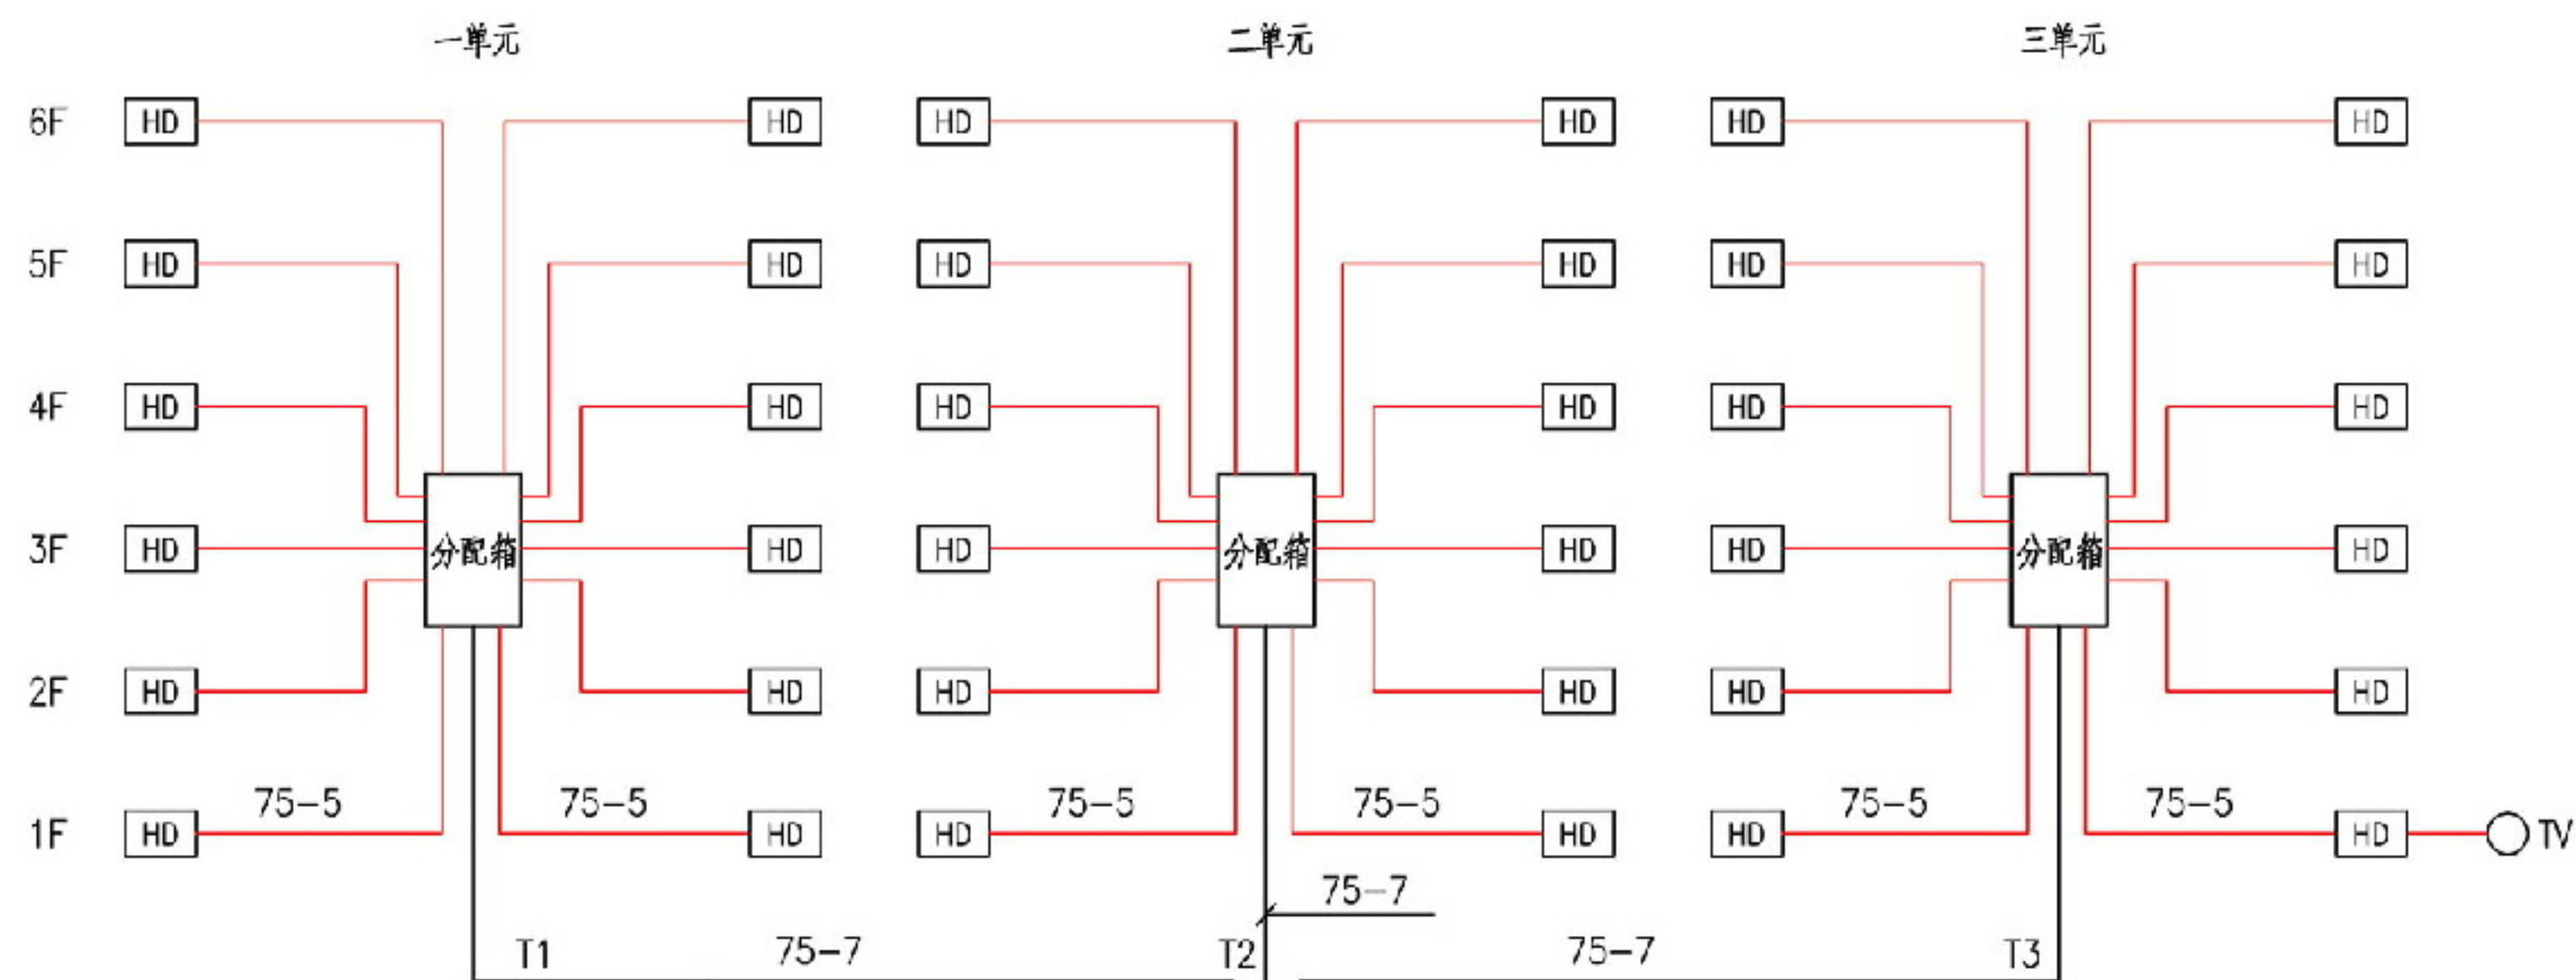 一单元 二单元 三单元
6F HD HD HD HD HD HD
5F HD HD HD HD HD HD
4F HD HD HD HD HD HD
3F HD 分配箱 HD HD 分配箱 HD HD 分配箱 HD
2F HD HD HD HD HD HD
75-5 75-5 75-5 75-5 75-5 75-5
1F HD HD HD HD HD HD TV
75-7
T1 75-7 T2 75-7 T3